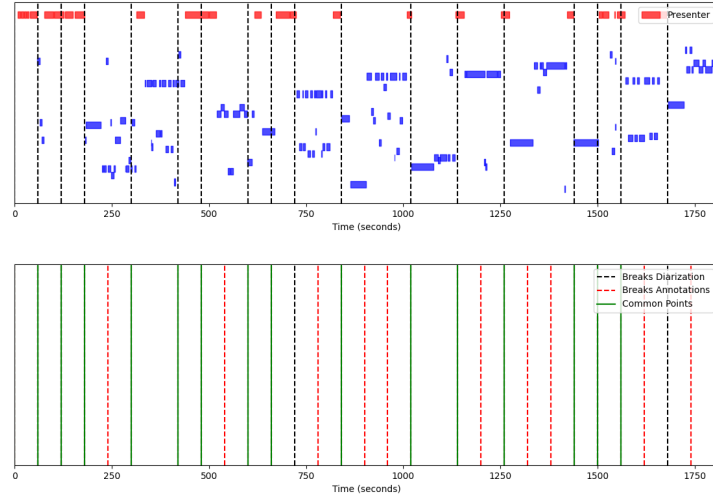 Presenter
0 250 500 750 1000 1250 1500 1750
Time (seconds)
Breaks Diarization
Breaks Annotations
Common Points
0 250 500 750 1000 1250 1500 1750
Time (seconds)